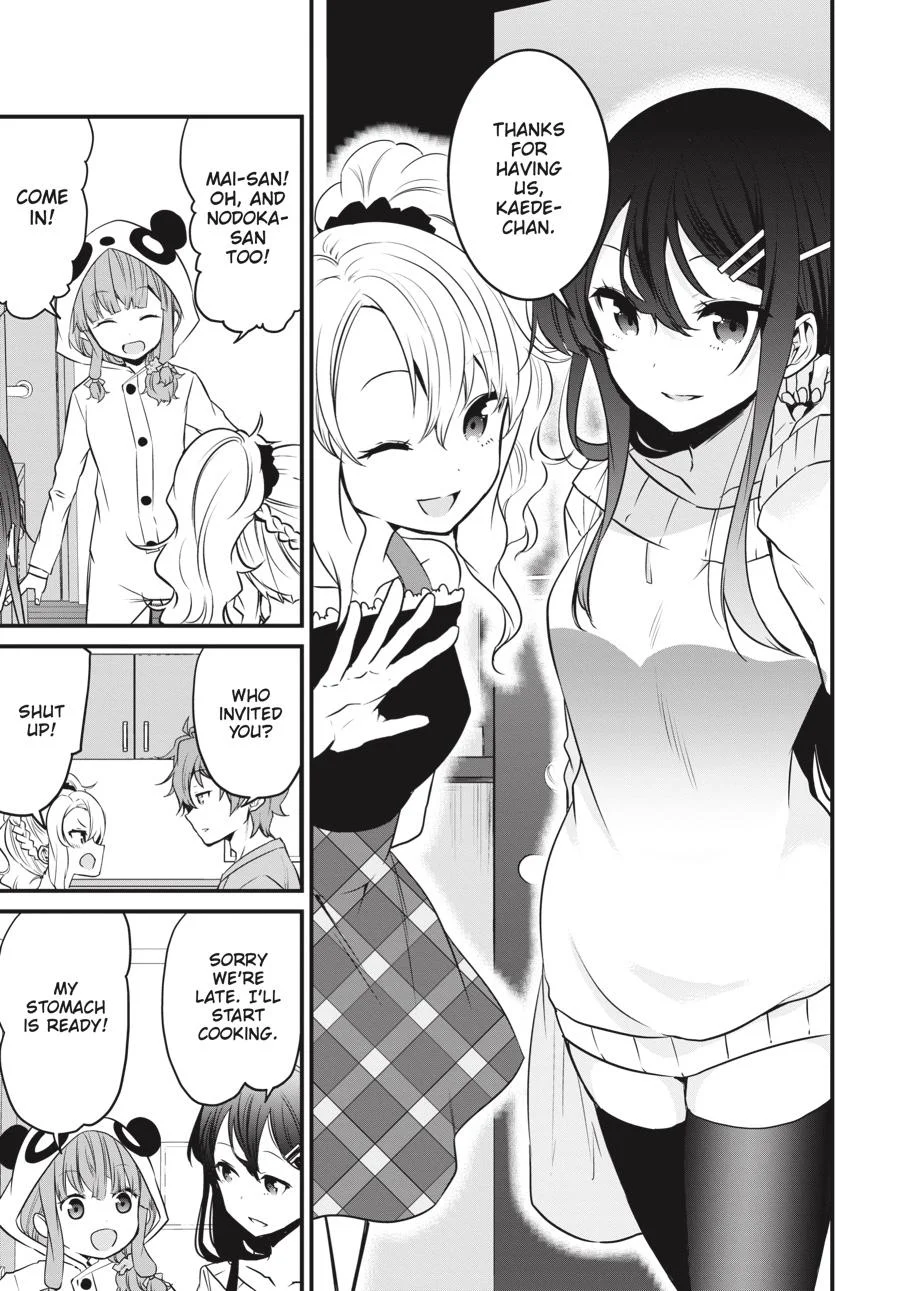 THANKS
FOR
HAVING
US,
KAEDE-
CHAN.
MAI-SAN!
OH, AND
NODOKA-
SAN
TOO!
COME
IN!
WHO
INVITED
YOU?
SHUT
UP!
SORRY
WE'RE
LATE. I'LL
START
COOKING.
MY
STOMACH
IS READY!